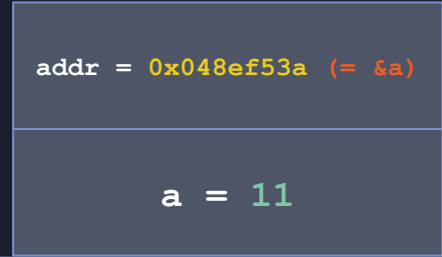 addr = 0x048ef53a (= &a)
a = 11